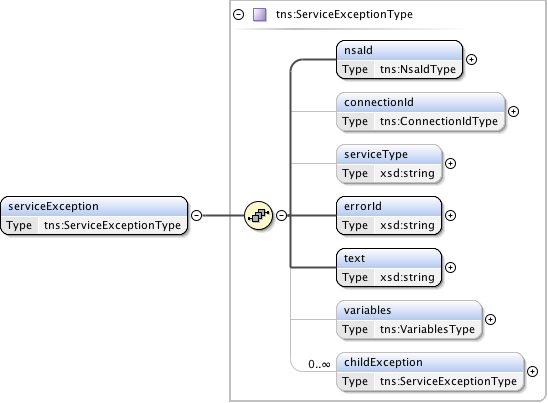 tns:ServiceExceptionType
nsaId
Type tns:NsaIdType
connectionId
Type tns:ConnectionIdType
serviceType
Type xsd:string
serviceException
Type tns:ServiceExceptionType
errorId
Type xsd:string
text
Type xsd:string
variables
Type tns:VariablesType
0..∞
childException
Type tns:ServiceExceptionType